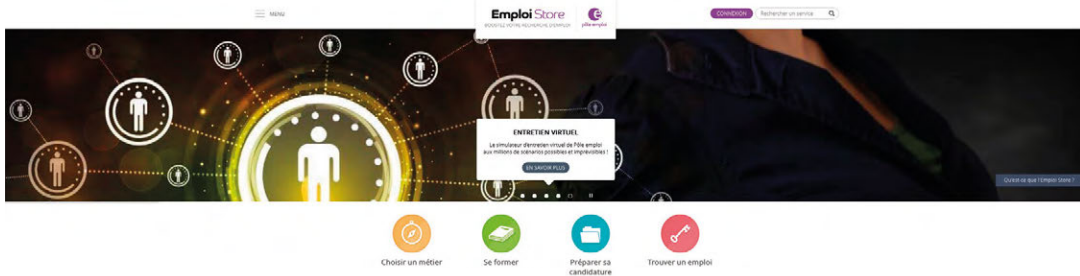 MENU
Emploi Store
BOOSTEZ VOTRE RECHERCHE D'EMPLOI
pôle emploi
CONNEXION
Rechercher un service
ENTRETIEN VIRTUEL
Le simulateur d'entretien virtuel de Pôle emploi
aux millions de scénarios possibles et imprévisibles !
EN SAVOIR PLUS
Qu'est ce que l'Emploi Store ?
Choisir un métier
Se former
Préparer sa
candidature
Trouver un emploi